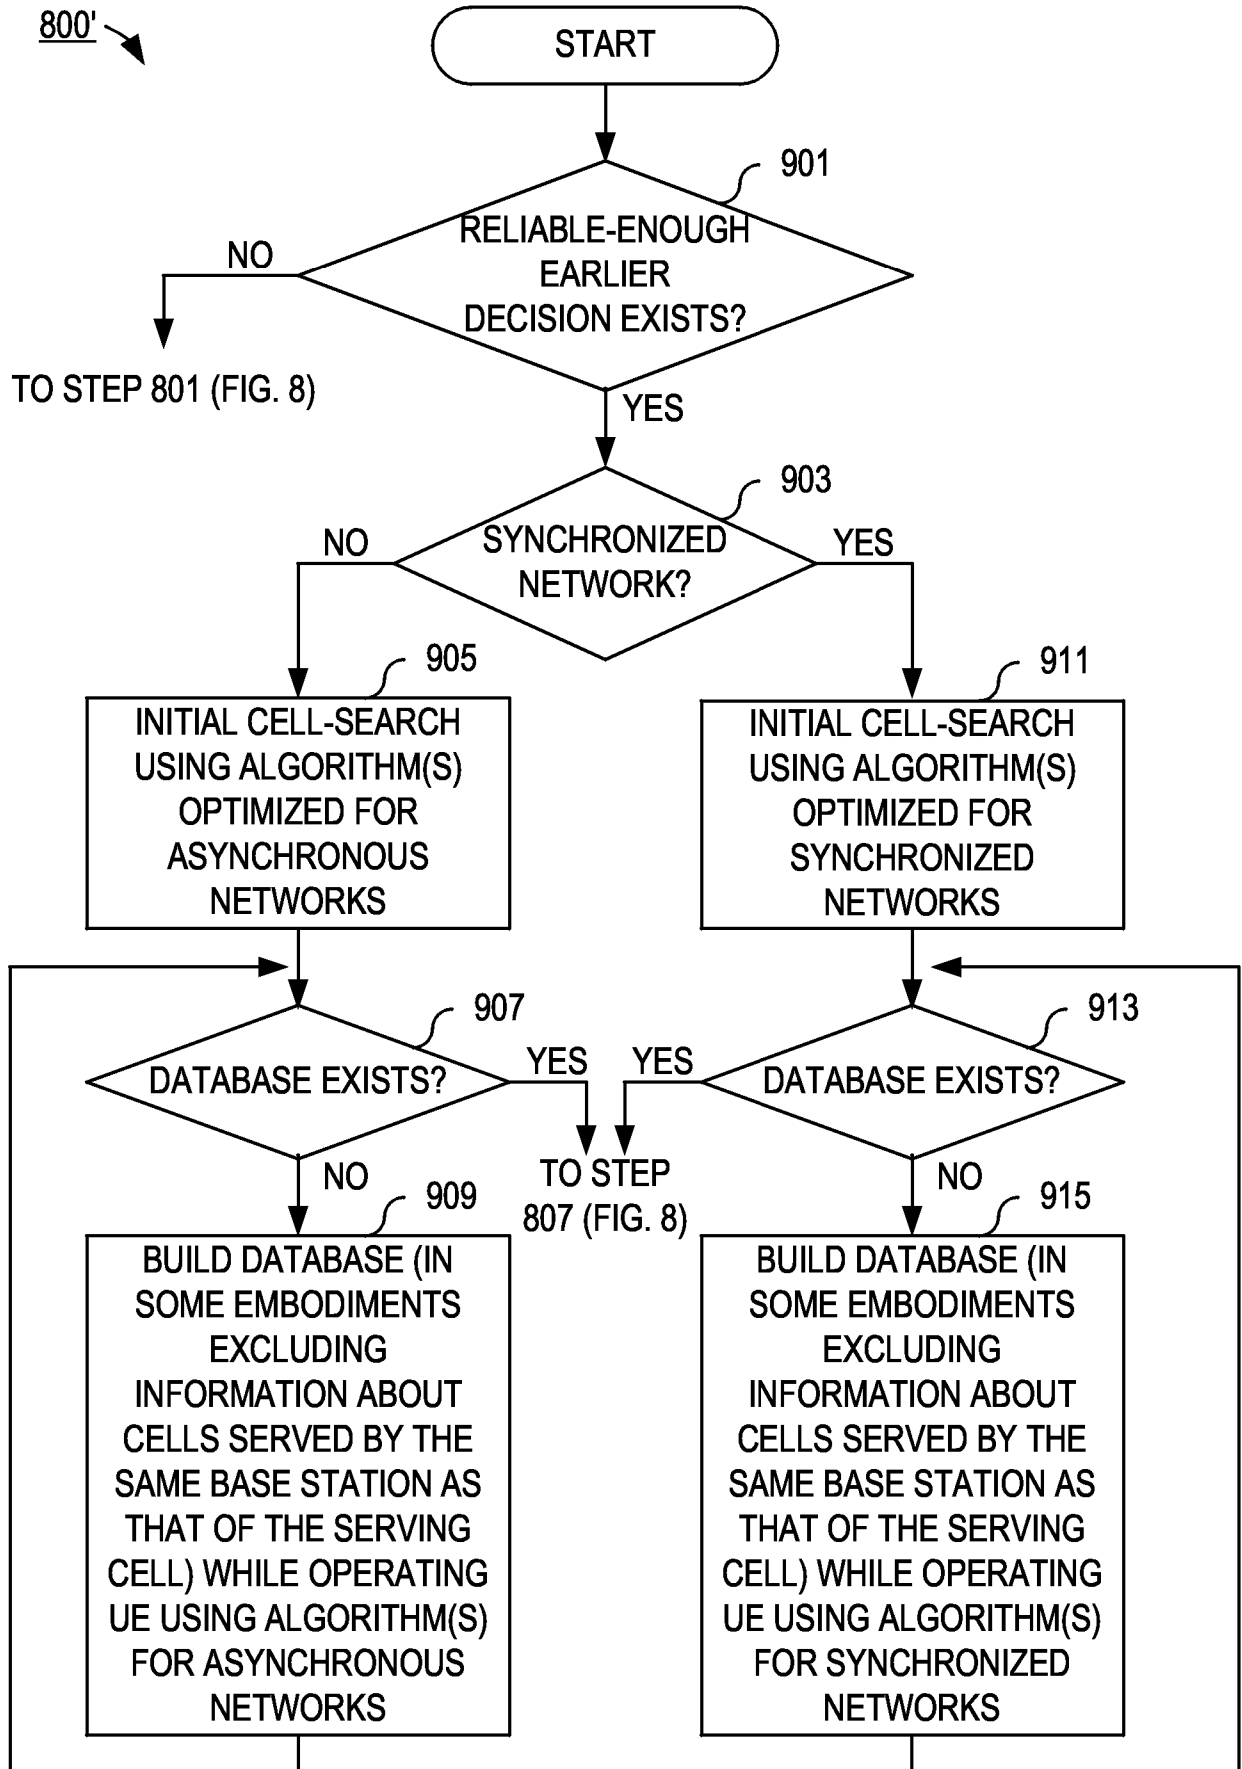 800'
START
901
RELIABLE-ENOUGH
EARLIER
DECISION EXISTS?
NO
TO STEP 801 (FIG. 8)
YES
903
SYNCHRONIZED
NETWORK?
NO
YES
905
INITIAL CELL-SEARCH
USING ALGORITHM(S)
OPTIMIZED FOR
ASYNCHRONOUS
NETWORKS
911
INITIAL CELL-SEARCH
USING ALGORITHM(S)
OPTIMIZED FOR
SYNCHRONIZED
NETWORKS
907
DATABASE EXISTS?
YES
913
DATABASE EXISTS?
YES
TO STEP
807 (FIG. 8)
NO
909
BUILD DATABASE (IN
SOME EMBODIMENTS
EXCLUDING
INFORMATION ABOUT
CELLS SERVED BY THE
SAME BASE STATION AS
THAT OF THE SERVING
CELL) WHILE OPERATING
UE USING ALGORITHM(S)
FOR ASYNCHRONOUS
NETWORKS
NO
915
BUILD DATABASE (IN
SOME EMBODIMENTS
EXCLUDING
INFORMATION ABOUT
CELLS SERVED BY THE
SAME BASE STATION AS
THAT OF THE SERVING
CELL) WHILE OPERATING
UE USING ALGORITHM(S)
FOR SYNCHRONIZED
NETWORKS